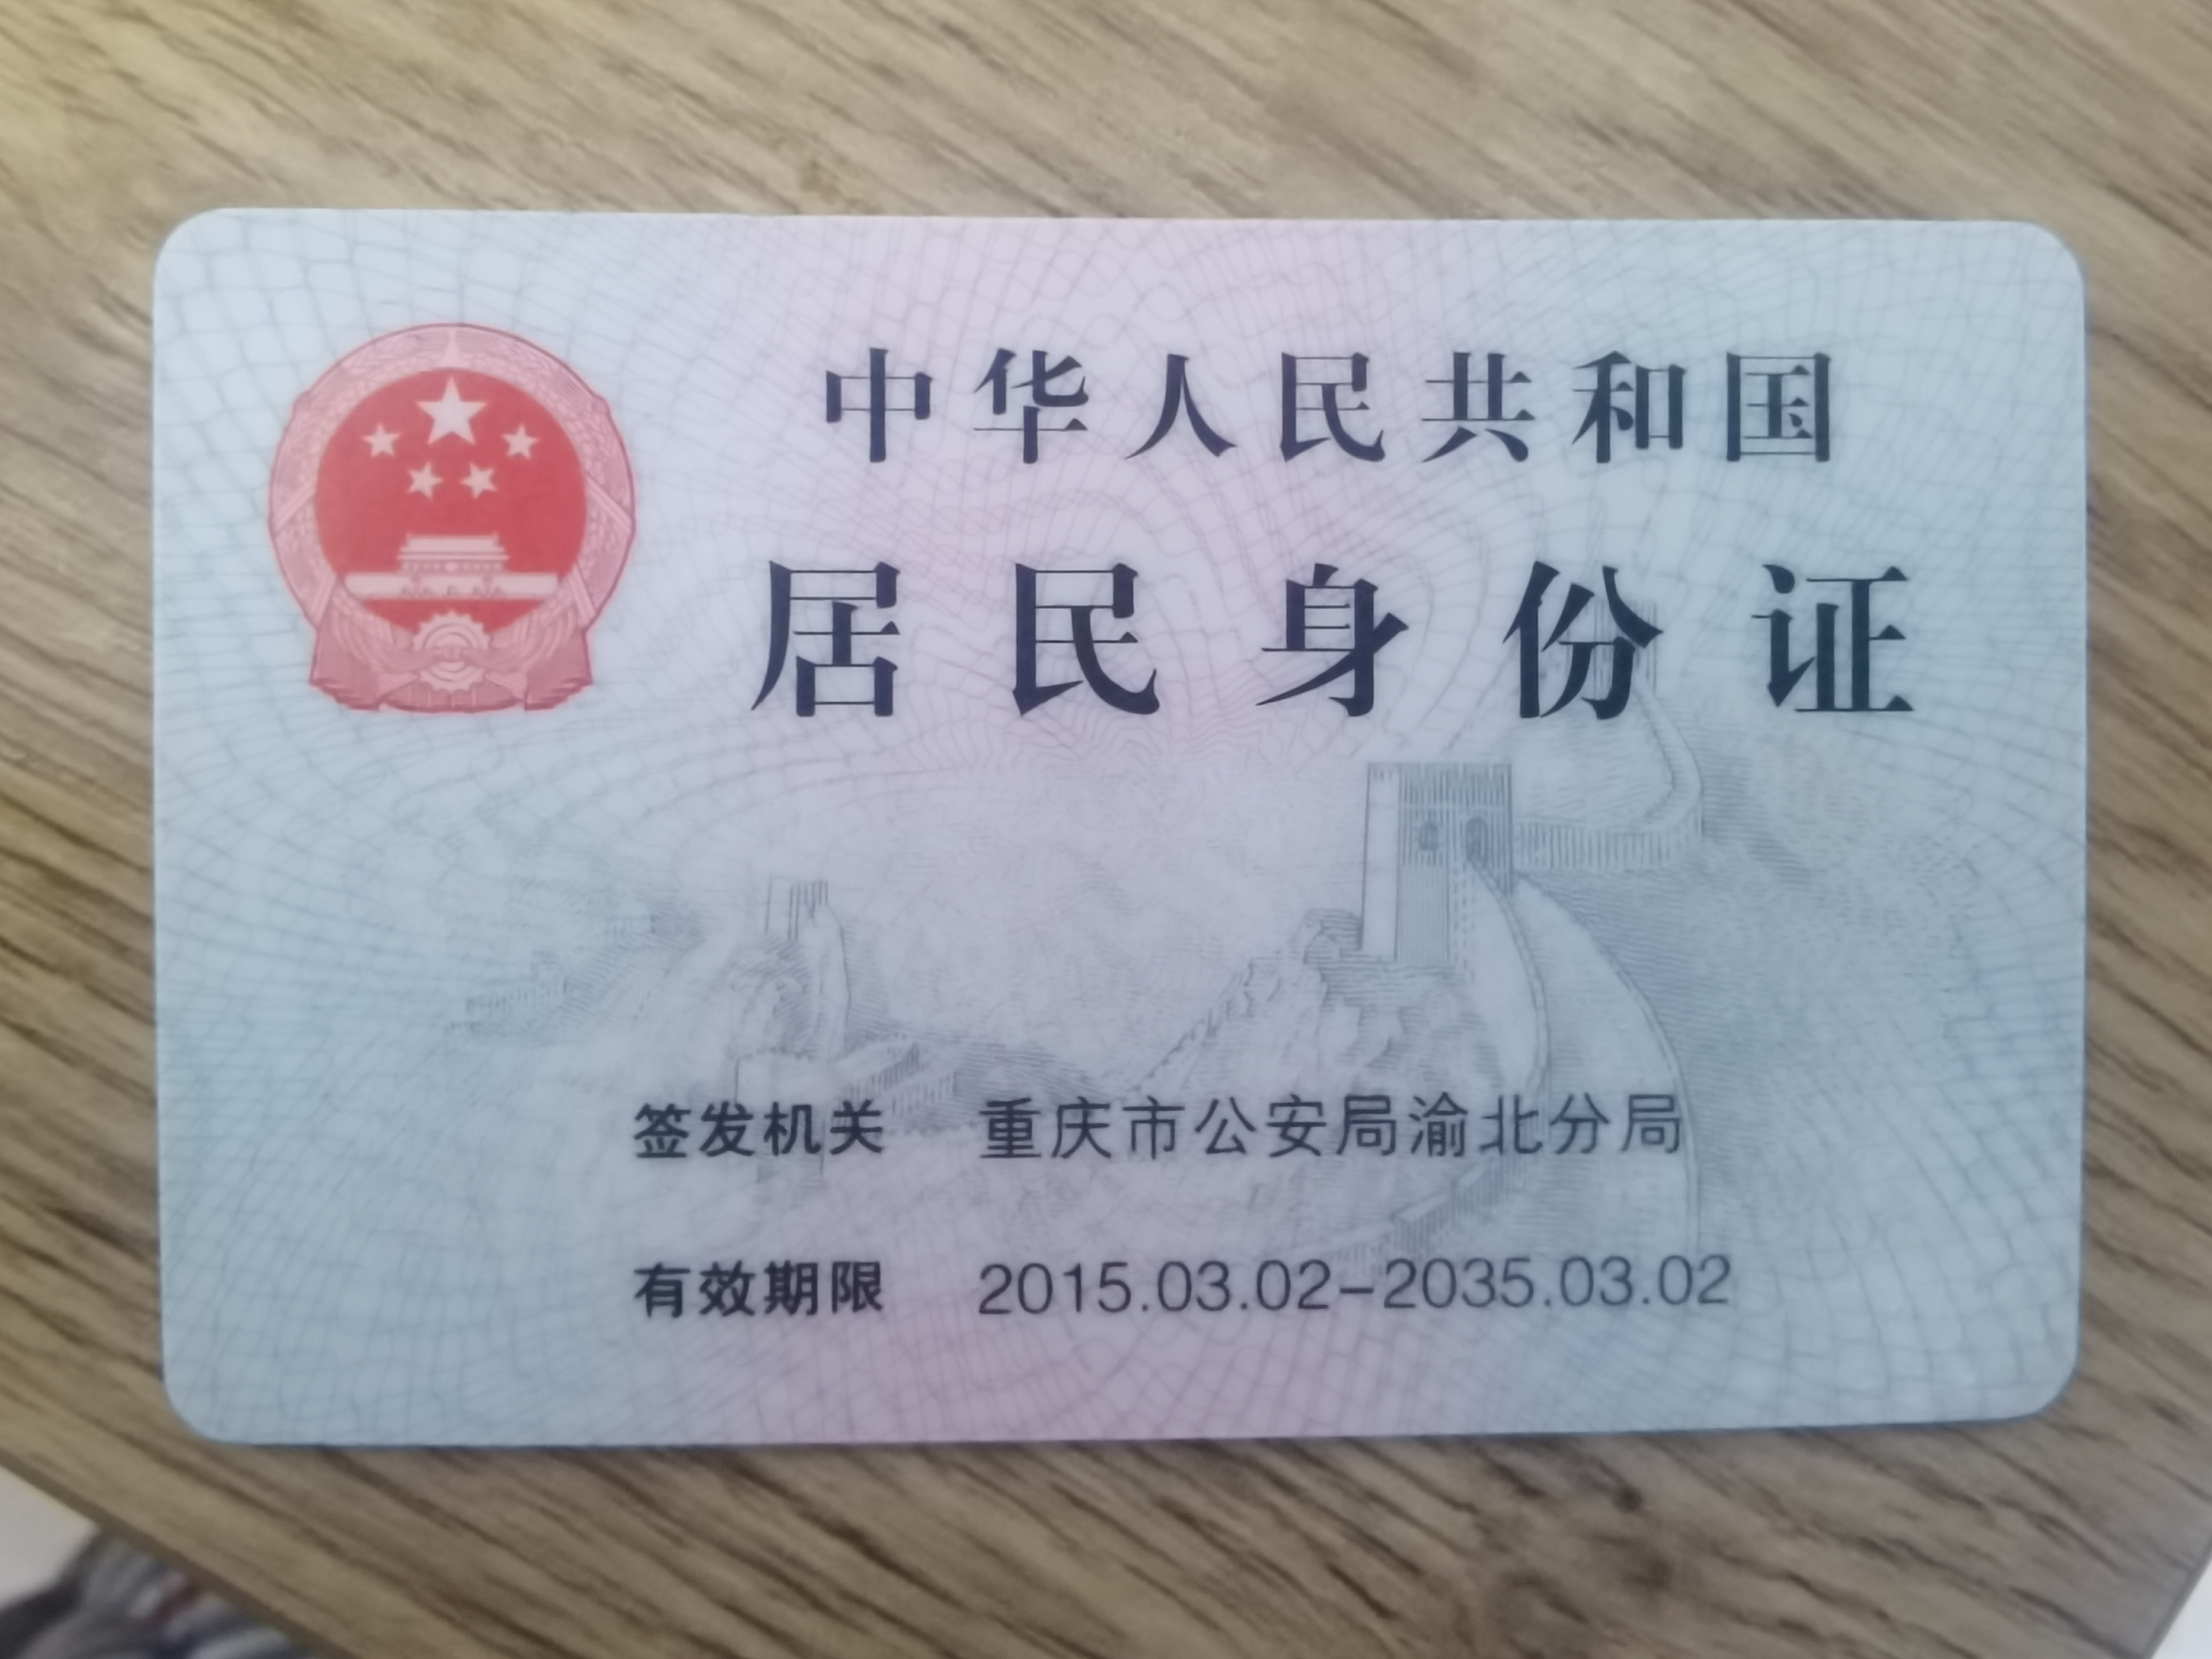 中华人民共和国
居民身份证
签发机关 重庆市公安局渝北分局
有效期限 2015.03.02-2035.03.02